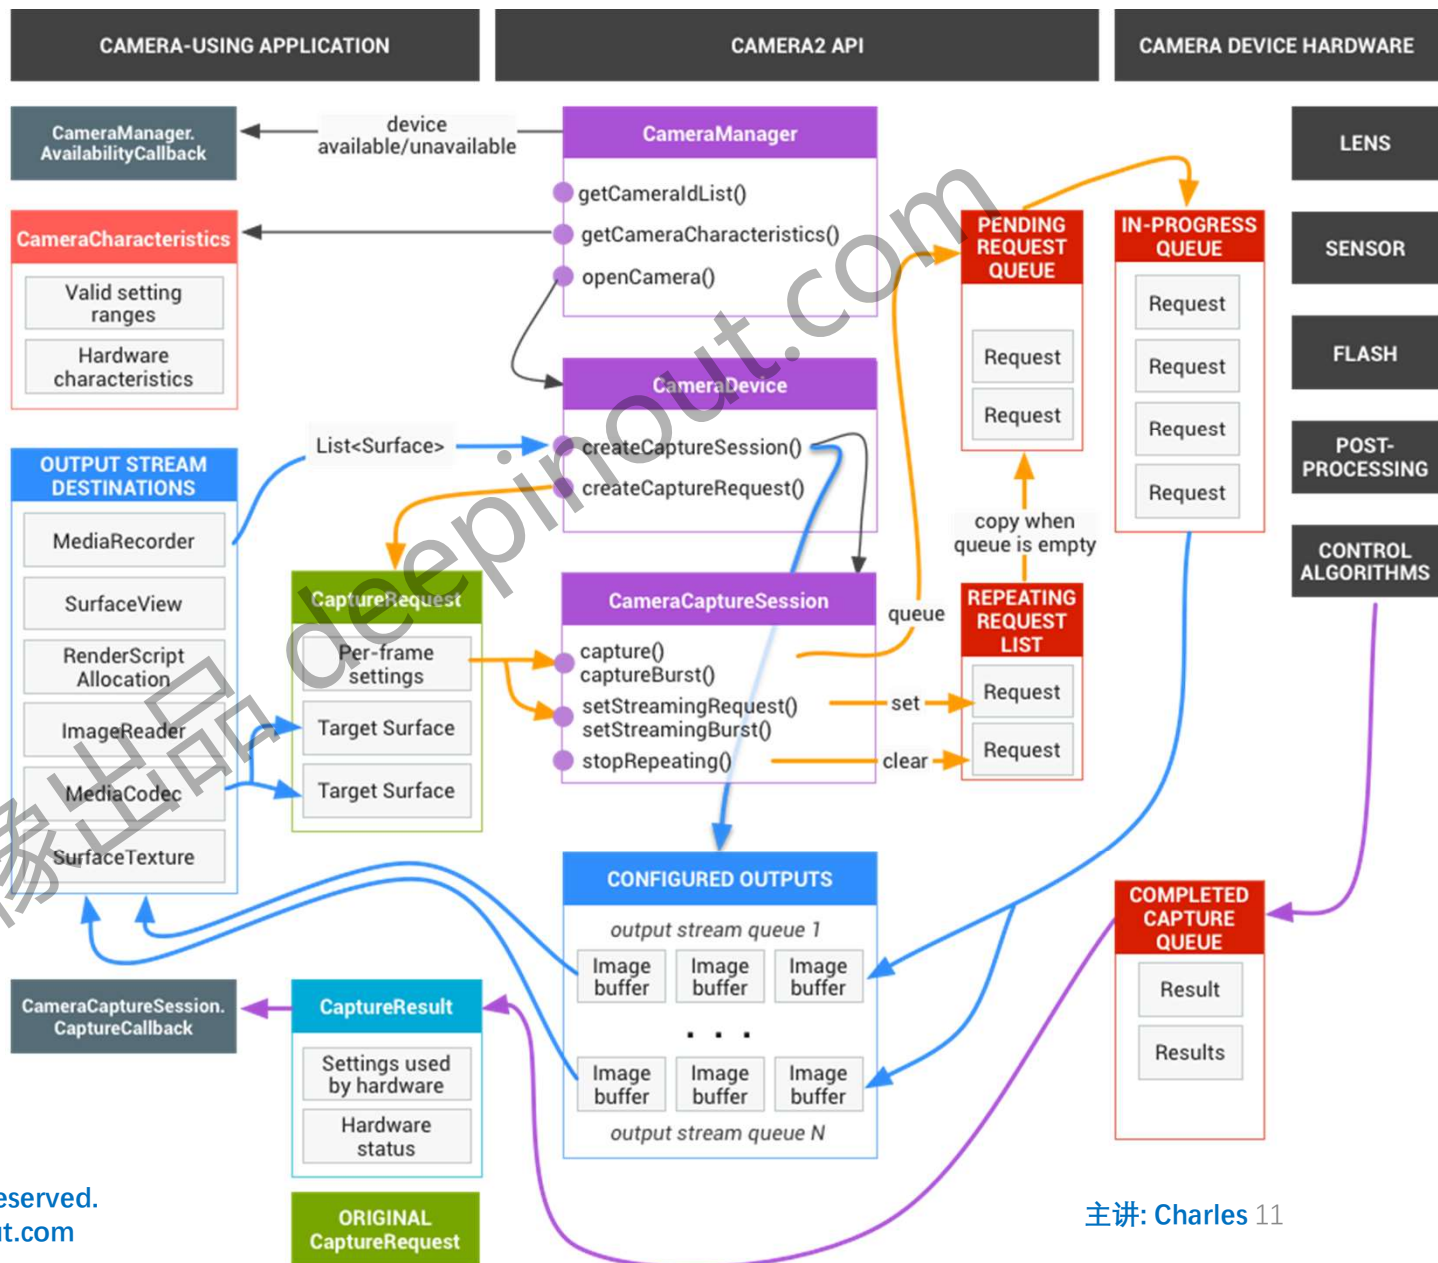 CAMERA-USING APPLICATION
CAMERA2 API
CAMERA DEVICE HARDWARE
CameraManager.
AvailabilityCallback
device
available/unavailable
CameraManager
getCameraIdList()
getCameraCharacteristics()
openCamera()
CameraCharacteristics
Valid setting
ranges
Hardware
characteristics
PENDING
REQUEST
QUEUE
Request
Request
IN-PROGRESS
QUEUE
Request
Request
Request
Request
LENS
SENSOR
FLASH
POST-
PROCESSING
CONTROL
ALGORITHMS
CameraDevice
createCaptureSession()
createCaptureRequest()
List<Surface>
OUTPUT STREAM
DESTINATIONS
MediaRecorder
SurfaceView
RenderScript
Allocation
ImageReader
MediaCodec
SurfaceTexture
CaptureRequest
Per-frame
settings
Target Surface
Target Surface
CameraCaptureSession
capture()
captureBurst()
setStreamingRequest()
setStreamingBurst()
stopRepeating()
queue
set
clear
copy when
queue is empty
REPEATING
REQUEST
LIST
Request
Request
CONFIGURED OUTPUTS
output stream queue 1
Image
buffer
Image
buffer
Image
buffer
. . .
Image
buffer
Image
buffer
Image
buffer
output stream queue N
COMPLETED
CAPTURE
QUEUE
Result
Results
CameraCaptureSession.
CaptureCallback
CaptureResult
Settings used
by hardware
Hardware
status
ORIGINAL
CaptureRequest
像出品 deepinout.com
eserved.
ut.com
主讲: Charles 11